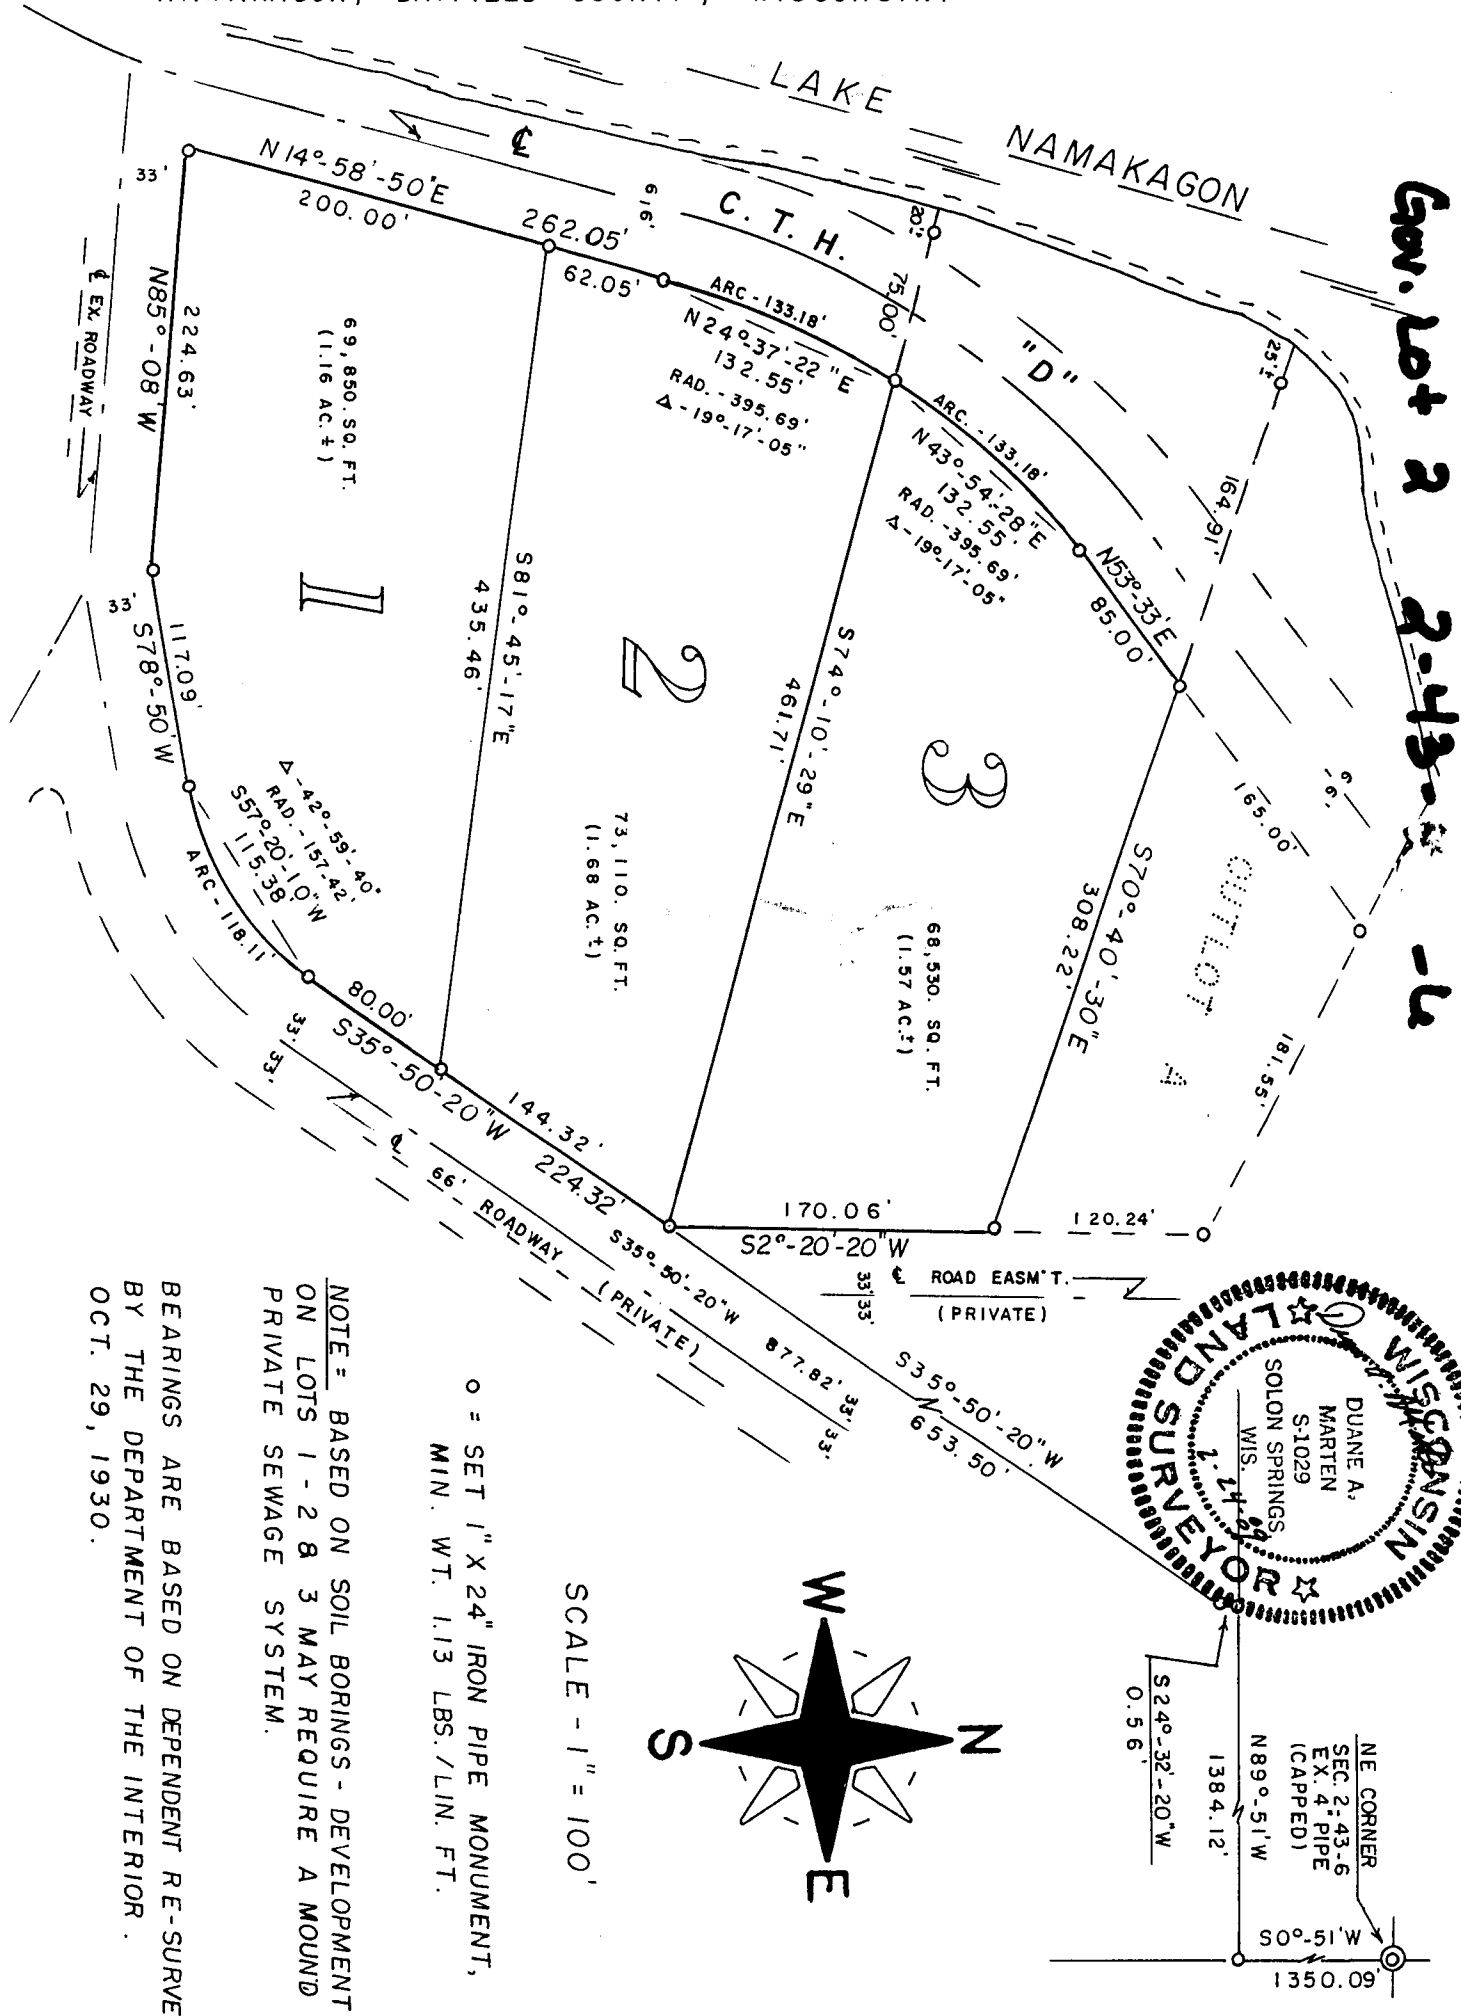 LAKE NAMAKAGON
Gov. Lot 2
C. T. H. "D"
℄
66'
N14°-58'-50"E
200.00'
262.05'
62.05'
ARC-133.18'
N24°-37'-22"E
132.55'
RAD.-395.69'
Δ-19°-17'-05"
20'±
75.00'
ARC.-133.18'
N43°-54'-28"E
132.55'
RAD.-395.69'
Δ-19°-17'-05"
N53°-33'E
85.00'
25'±
164.91'
165.00'
66'
OUTLOT A
181.55'
120.24'
33'
N85°-08'W
224.63'
℄ EX. ROADWAY
69,850. SQ. FT.
(1.16 AC. ±)
1
33'
117.09'
S78°-50'W
Δ-42°-59'-40"
RAD.-157.42'
S57°-20'-10"W
115.38'
ARC-118.11'
S81°-45'-17"E
435.46'
2
73,110. SQ. FT.
(1.68 AC. ±)
S74°-10'-29"E
461.71'
3
68,530. SQ. FT.
(1.57 AC. ±)
S70°-40'-30"E
308.22'
80.00'
S35°-50'-20"W
144.32'
224.32'
33'
33'
℄ 66' ROADWAY (PRIVATE)
S35°-50'-20"W 877.82'
33'
33'
170.06'
S2°-20'-20"W
℄ ROAD EASM'T.
(PRIVATE)
33' 33'
S35°-50'-20"W
653.50'
WISCONSIN
LAND SURVEYOR
DUANE A.
MARTEN
S-1029
SOLON SPRINGS
WIS.
NE CORNER
SEC. 2-43-6
EX. 4" PIPE
(CAPPED)
N89°-51'W
1384.12'
S24°-32'-20"W
0.56'
S0°-51'W
1350.09'
N
W
E
S
SCALE - 1" = 100'
o = SET 1" X 24" IRON PIPE MONUMENT,
MIN. WT. 1.13 LBS./LIN. FT.
NOTE = BASED ON SOIL BORINGS - DEVELOPMENT
ON LOTS 1 - 2 & 3 MAY REQUIRE A MOUND
PRIVATE SEWAGE SYSTEM.
BEARINGS ARE BASED ON DEPENDENT RE-SURVE
BY THE DEPARTMENT OF THE INTERIOR.
OCT. 29, 1930.